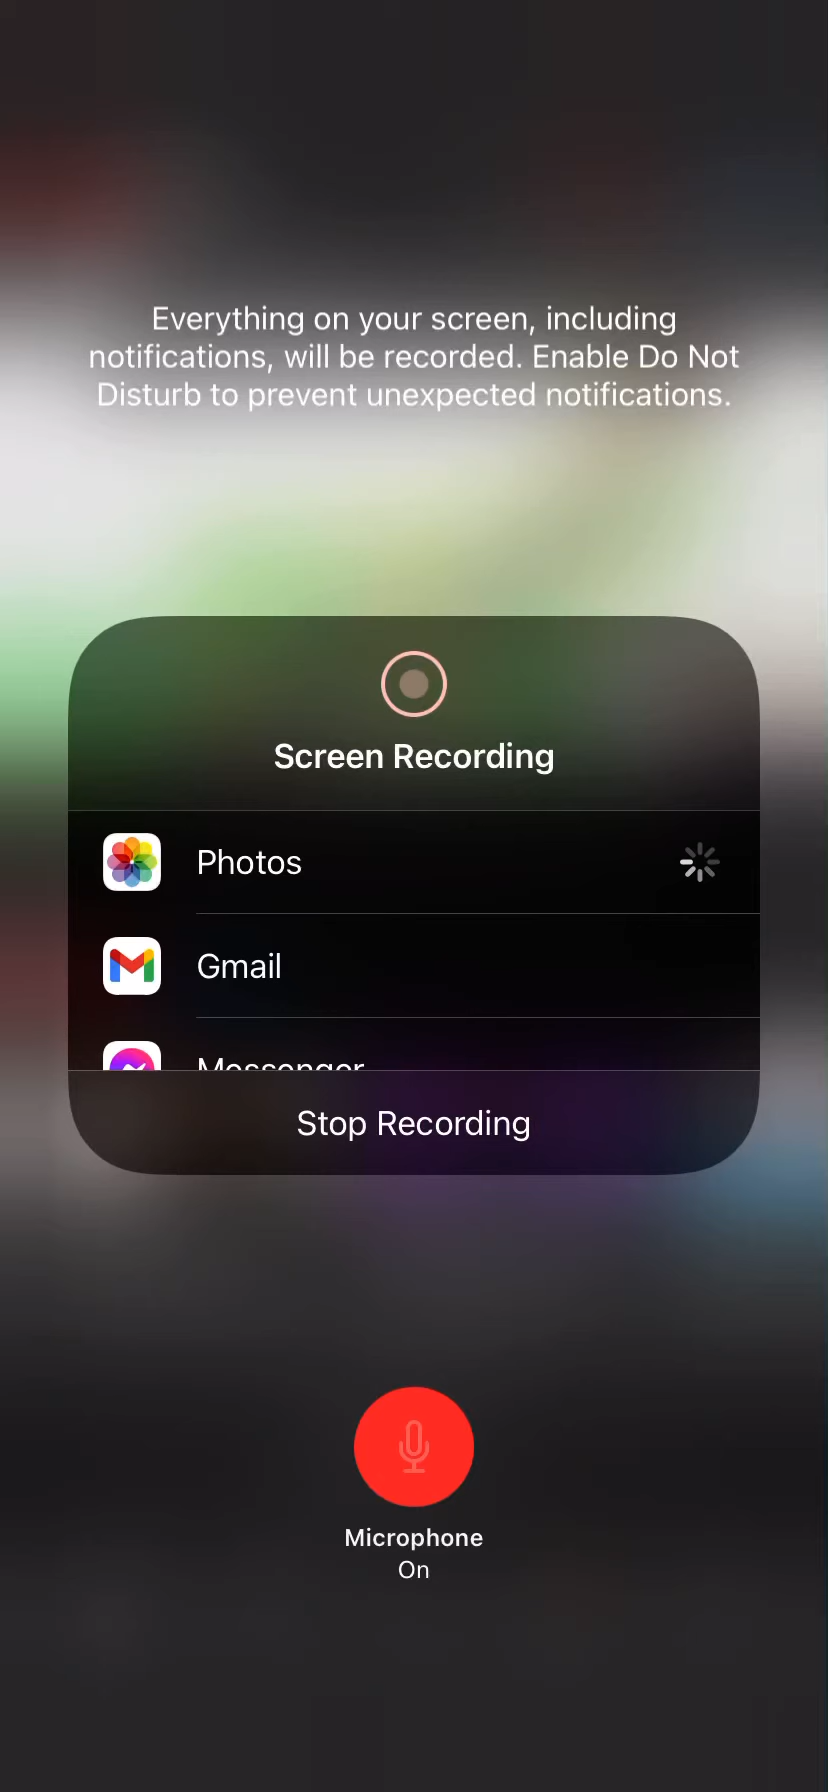 Everything on your screen, including
notifications, will be recorded. Enable Do Not
Disturb to prevent unexpected notifications.
Screen Recording
Photos
Gmail
Messenger
Stop Recording
Microphone
On